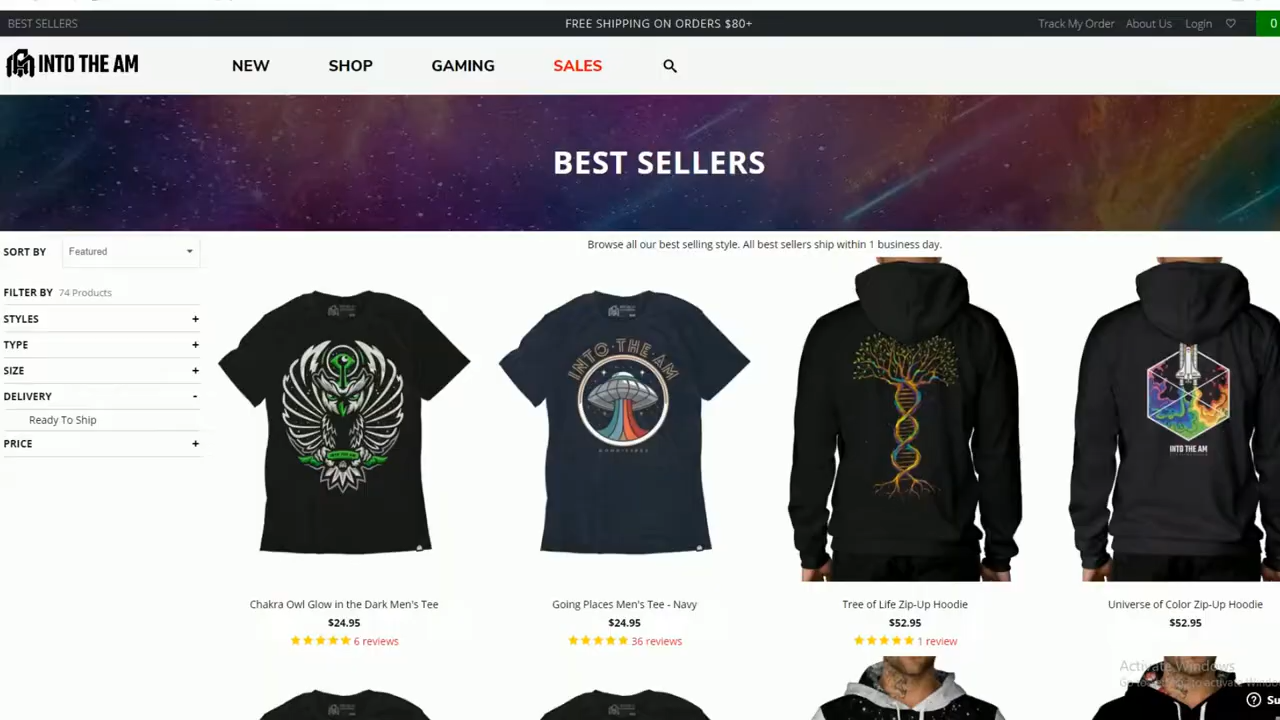 BEST SELLERS
FREE SHIPPING ON ORDERS $80+
Track My Order About Us Login 0
INTO THE AM
NEW SHOP GAMING SALES
BEST SELLERS
SORT BY Featured
Browse all our best selling style. All best sellers ship within 1 business day.
FILTER BY 74 Products
STYLES +
TYPE +
SIZE +
DELIVERY -
Ready To Ship
PRICE +
INTO THE AM
INTO·THE·AM
INTO THE AM
Chakra Owl Glow in the Dark Men's Tee
$24.95
6 reviews
Going Places Men's Tee - Navy
$24.95
36 reviews
Tree of Life Zip-Up Hoodie
$52.95
1 review
Universe of Color Zip-Up Hoodie
$52.95
Activate Windows
Su